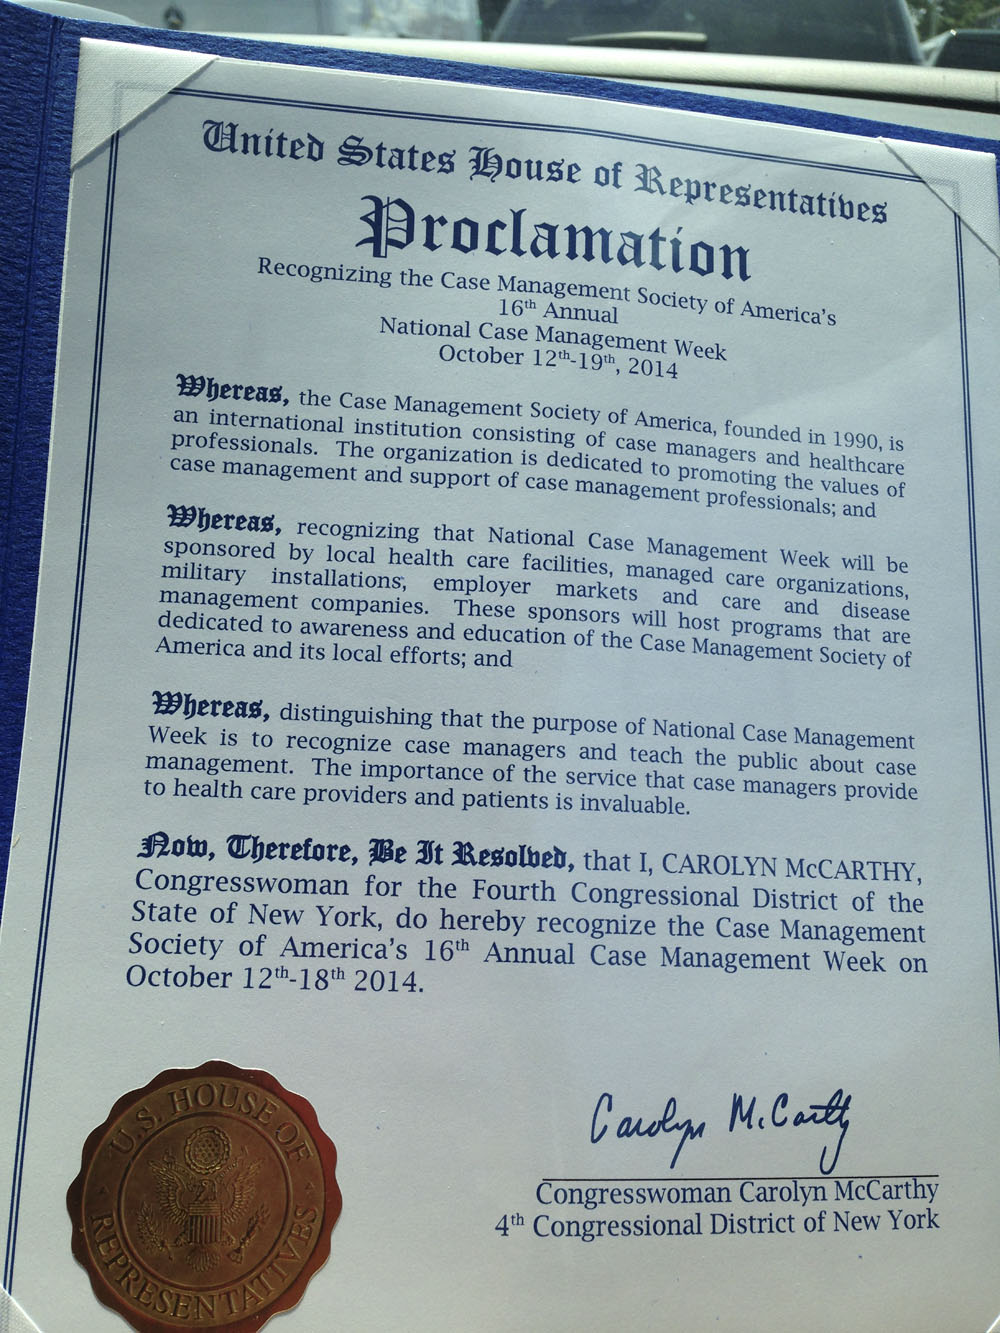 United States House of Representatives
Proclamation
Recognizing the Case Management Society of America's
16th Annual
National Case Management Week
October 12th-19th, 2014
Whereas, the Case Management Society of America, founded in 1990, is
an international institution consisting of case managers and healthcare
professionals. The organization is dedicated to promoting the values of
case management and support of case management professionals; and
Whereas, recognizing that National Case Management Week will be
sponsored by local health care facilities, managed care organizations,
military installations, employer markets and care and disease
management companies. These sponsors will host programs that are
dedicated to awareness and education of the Case Management Society of
America and its local efforts; and
Whereas, distinguishing that the purpose of National Case Management
Week is to recognize case managers and teach the public about case
management. The importance of the service that case managers provide
to health care providers and patients is invaluable.
Now, Therefore, Be It Resolved, that I, CAROLYN McCARTHY,
Congresswoman for the Fourth Congressional District of the
State of New York, do hereby recognize the Case Management
Society of America's 16th Annual Case Management Week on
October 12th-18th 2014.
U.S. HOUSE OF
REPRESENTATIVES
Carolyn McCarthy
Congresswoman Carolyn McCarthy
4th Congressional District of New York